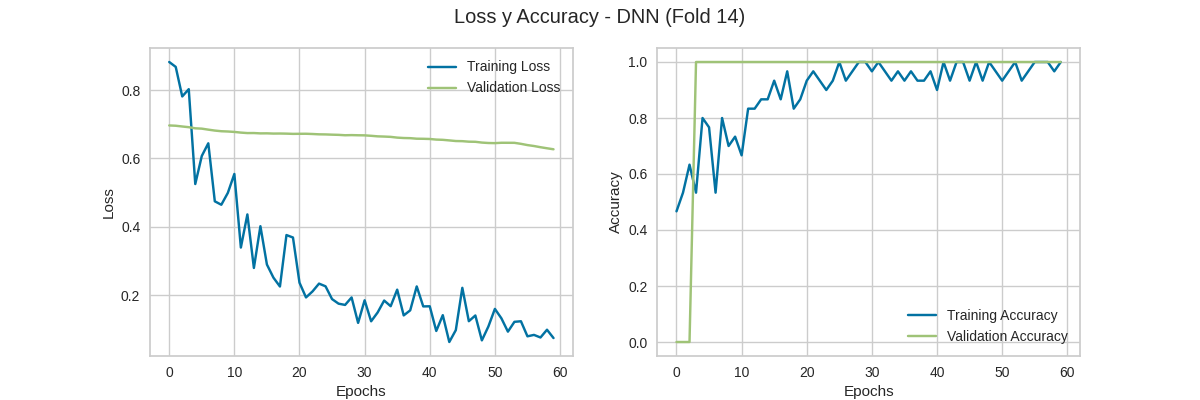 Loss y Accuracy - DNN (Fold 14)
Training Loss
Validation Loss
0.8
0.6
0.4
0.2
Loss
0 10 20 30 40 50 60
Epochs
1.0
0.8
0.6
0.4
0.2
0.0
Accuracy
Training Accuracy
Validation Accuracy
0 10 20 30 40 50 60
Epochs